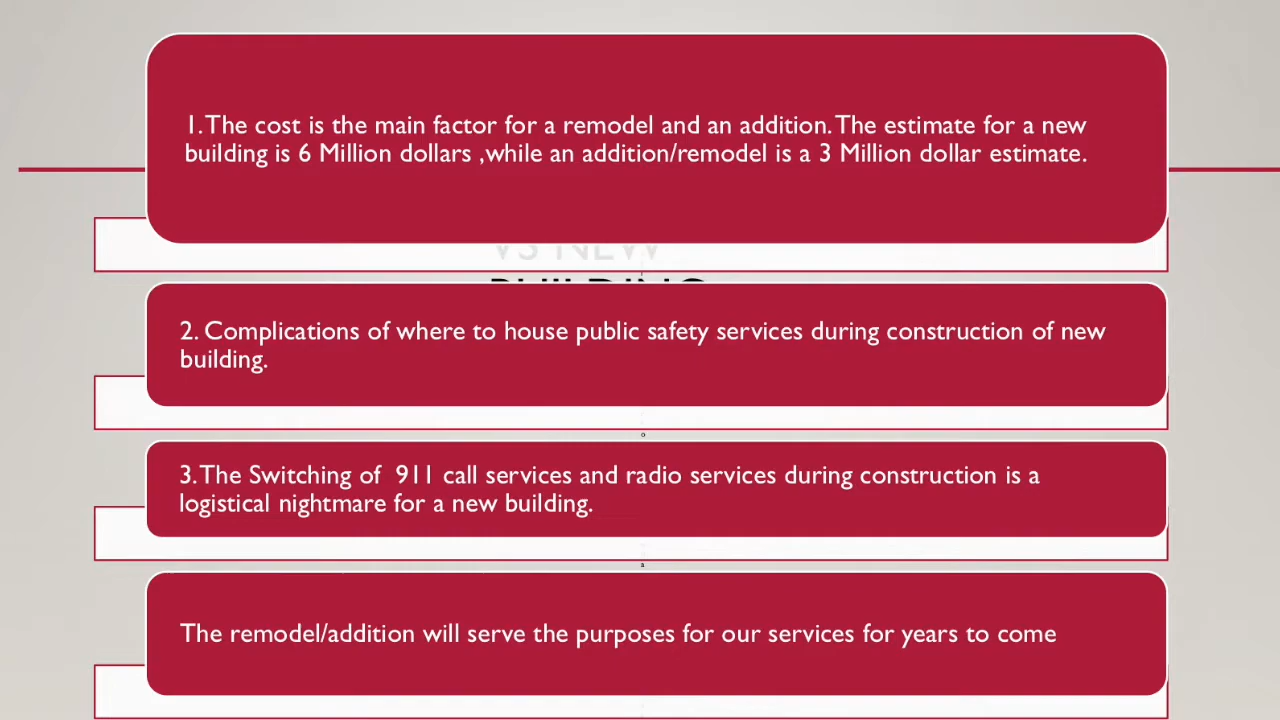 1.The cost is the main factor for a remodel and an addition. The estimate for a new
building is 6 Million dollars ,while an addition/remodel is a 3 Million dollar estimate.
VS NEW
BUILDING
2. Complications of where to house public safety services during construction of new
building.
3.The Switching of  911 call services and radio services during construction is a
logistical nightmare for a new building.
The remodel/addition will serve the purposes for our services for years to come